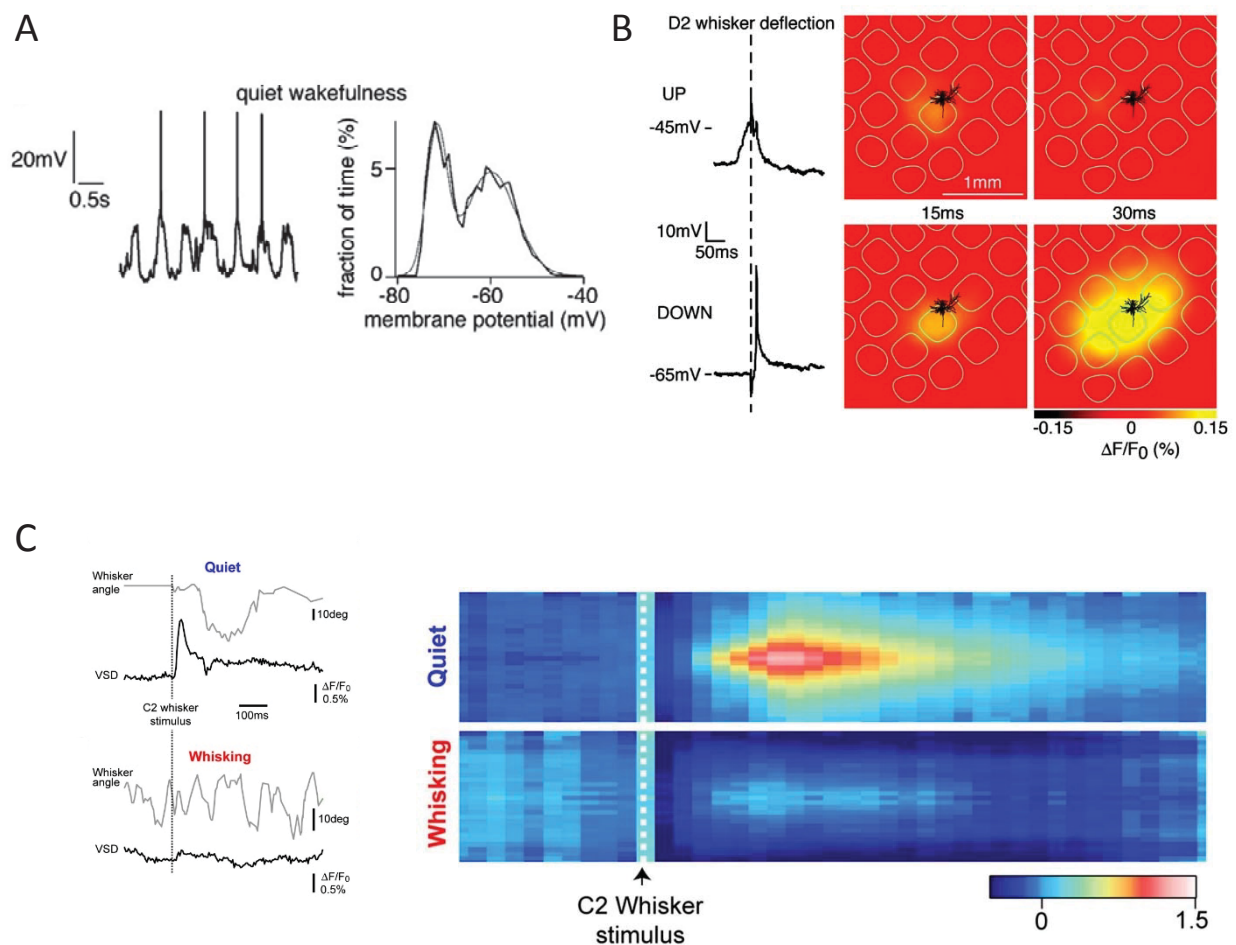 A
quiet wakefulness
20mV
0.5s
fraction of time (%)
5
0
-80
-60
-40
membrane potential (mV)
B
D2 whisker deflection
UP
-45mV
1mm
15ms
30ms
10mV
50ms
DOWN
-65mV
-0.15
0
0.15
ΔF/F0 (%)
C
Quiet
Whisker
angle
10deg
VSD
ΔF/F0
0.5%
C2 whisker
stimulus
100ms
Whisking
Whisker
angle
10deg
VSD
ΔF/F0
0.5%
Quiet
Whisking
C2 Whisker
stimulus
0
1.5